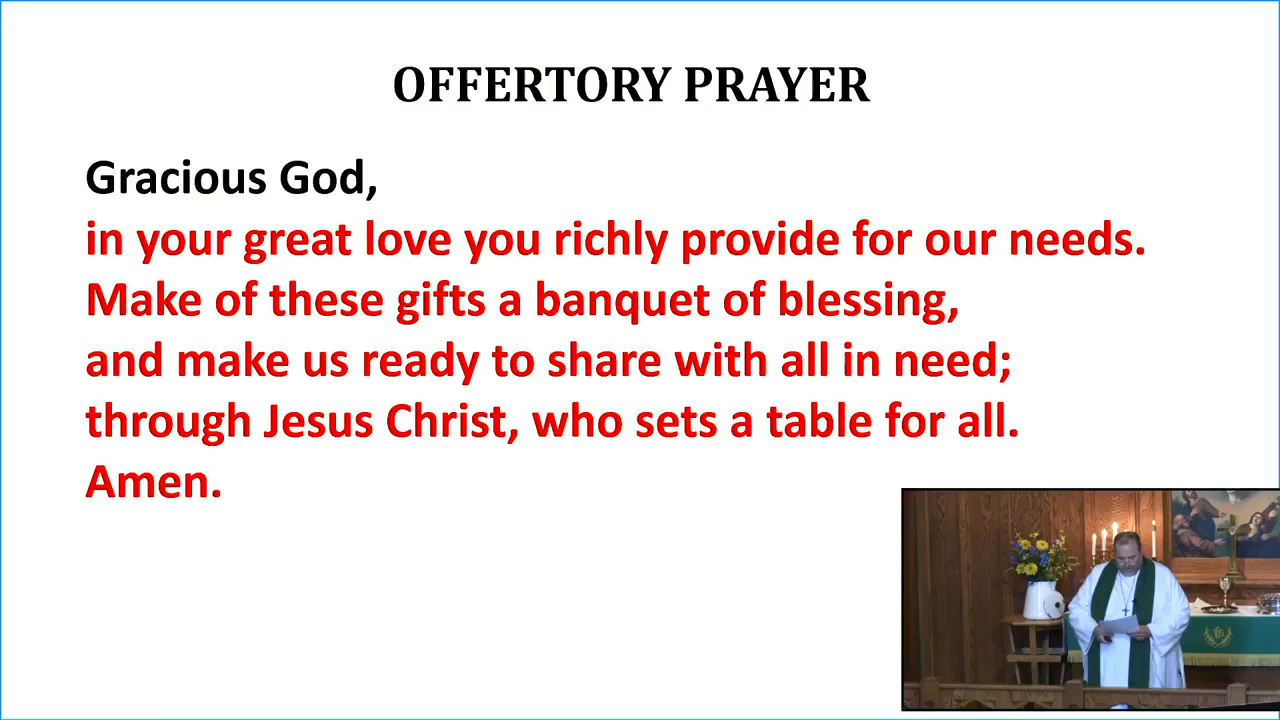 OFFERTORY PRAYER
Gracious God,
in your great love you richly provide for our needs.
Make of these gifts a banquet of blessing,
and make us ready to share with all in need;
through Jesus Christ, who sets a table for all.
Amen.